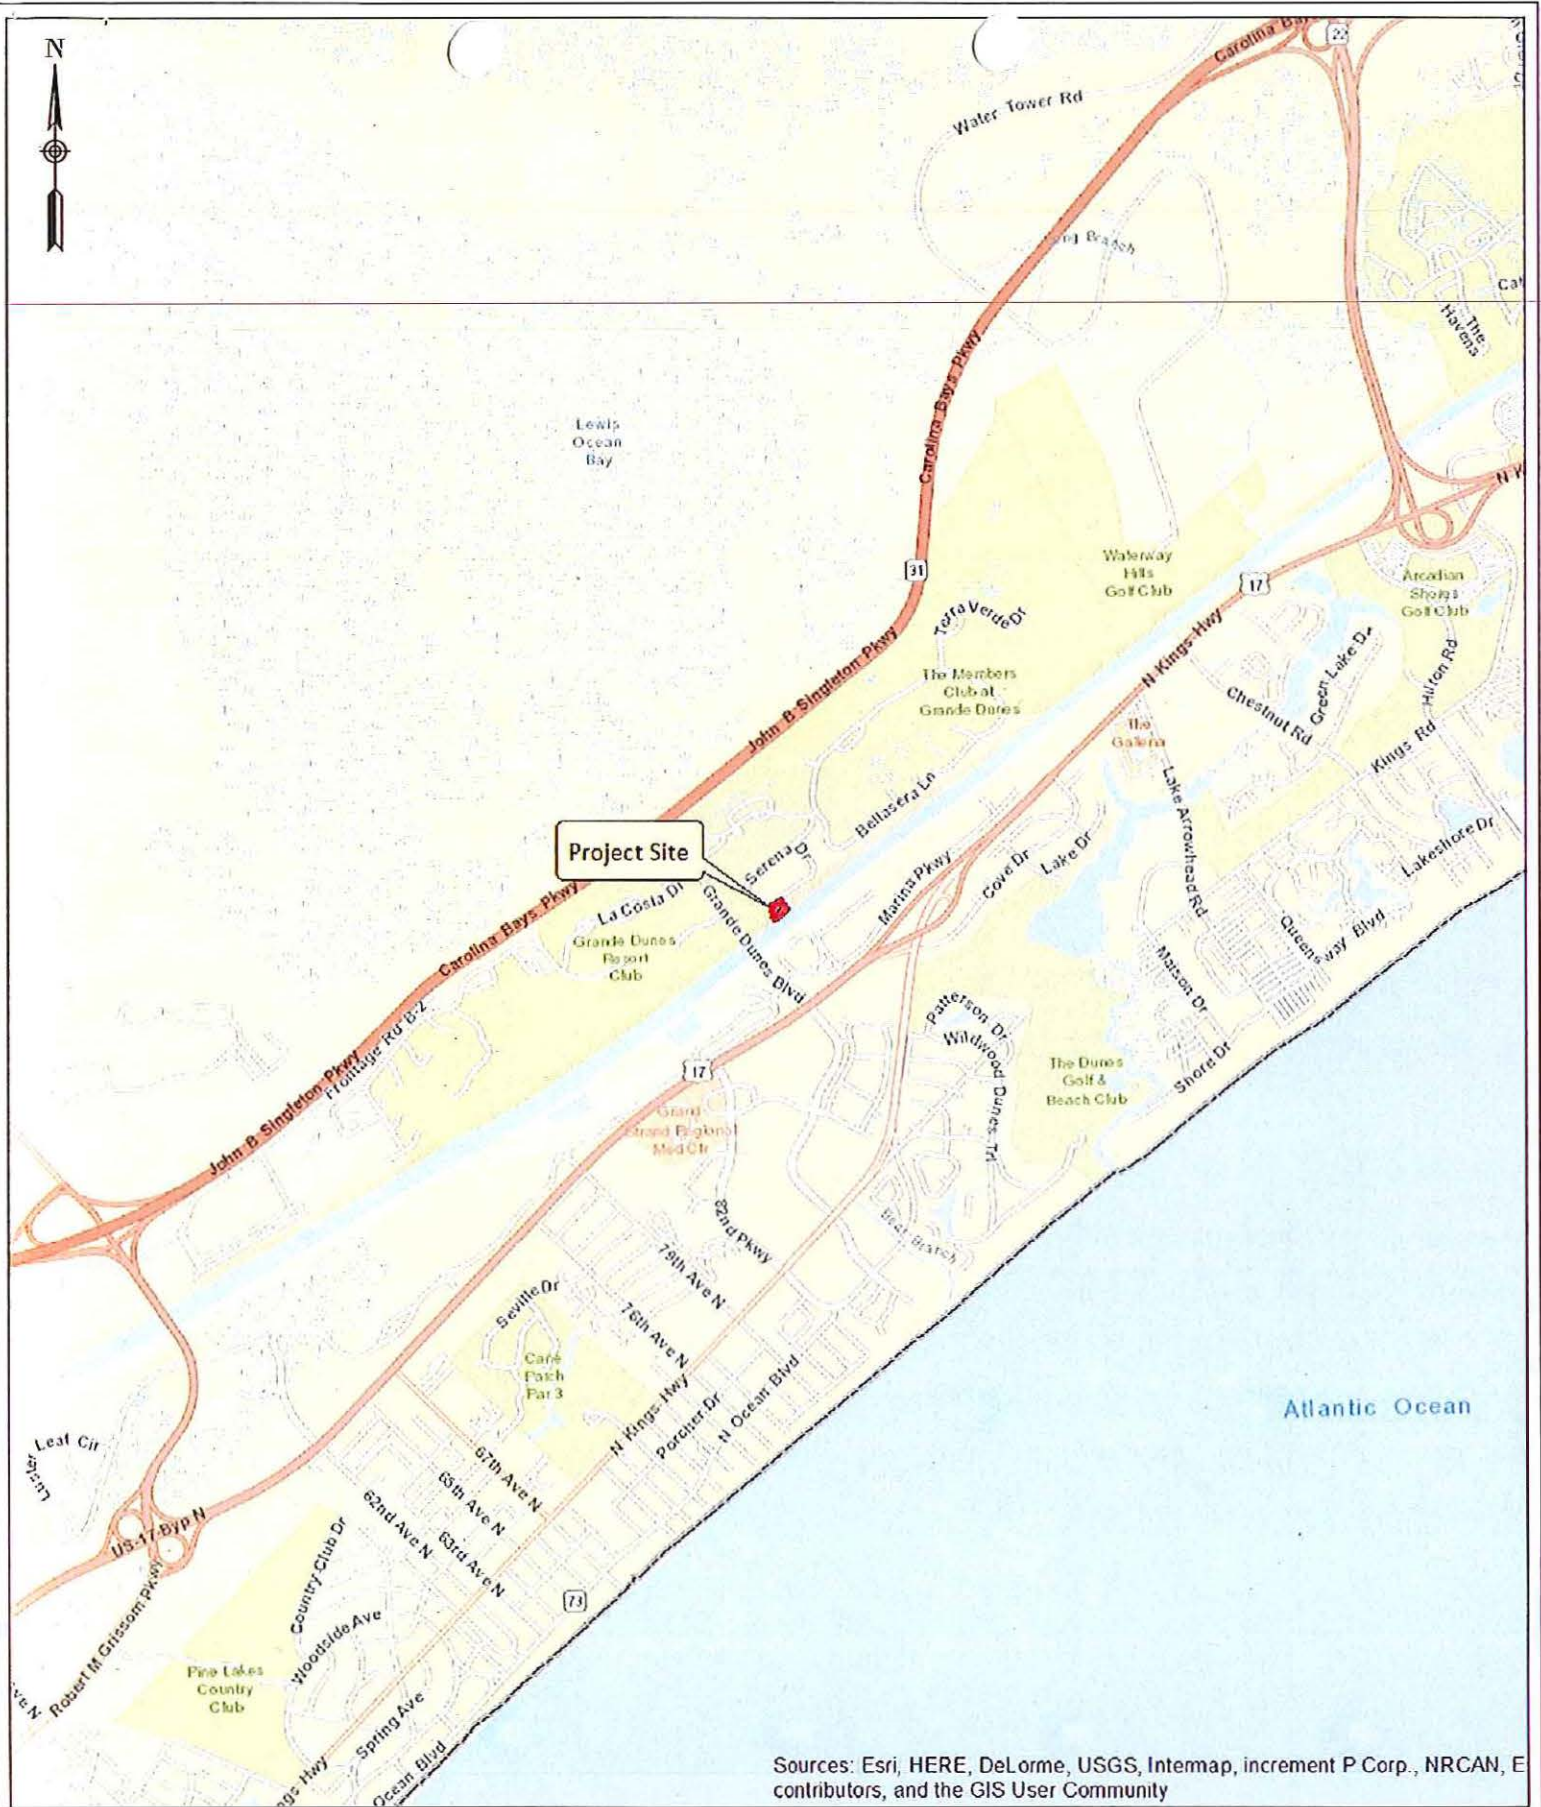 N
Carolina Bays
22
Water Tower Rd
Branch
The
Havens
Carolina Bays Pkwy
Lewis
Ocean
Bay
31
Waterway
Hills
Golf Club
17
Arcadian
Shores
Golf Club
Terra Verde Dr
N Kings Hwy
John B Singleton Pkwy
The Members
Club at
Grande Dunes
Chestnut Rd
Green Lake Dr
Hilton Rd
Kings Rd
The
Galleria
Lake Arrowhead Rd
Bellasera Ln
Lakeshore Dr
Project Site
Serena Dr
La Costa Dr
Grande Dunes Blvd
Marina Pkwy
Cove Dr
Lake Dr
Queensway Blvd
Carolina Bays Pkwy
Grande Dunes
Resort
Club
Maison Dr
Patterson Dr
Wildwood Dunes Trl
Frontage Rd B-2
John B Singleton Pkwy
17
The Dunes
Golf &
Beach Club
Shore Dr
Grand
Strand Regional
Med Ctr
82nd Pkwy
Bear Branch
79th Ave N
76th Ave N
Seville Dr
Cane
Patch
Par 3
N Kings Hwy
Porcher Dr
N Ocean Blvd
Atlantic Ocean
Luster Leaf Cir
67th Ave N
65th Ave N
62nd Ave N
63rd Ave N
US-17 Byp N
Country Club Dr
Woodside Ave
73
Robert M Grissom Pkwy
Pine Lakes
Country
Club
Spring Ave
Ocean Blvd
Sources: Esri, HERE, DeLorme, USGS, Intermap, increment P Corp., NRCAN, E
contributors, and the GIS User Community